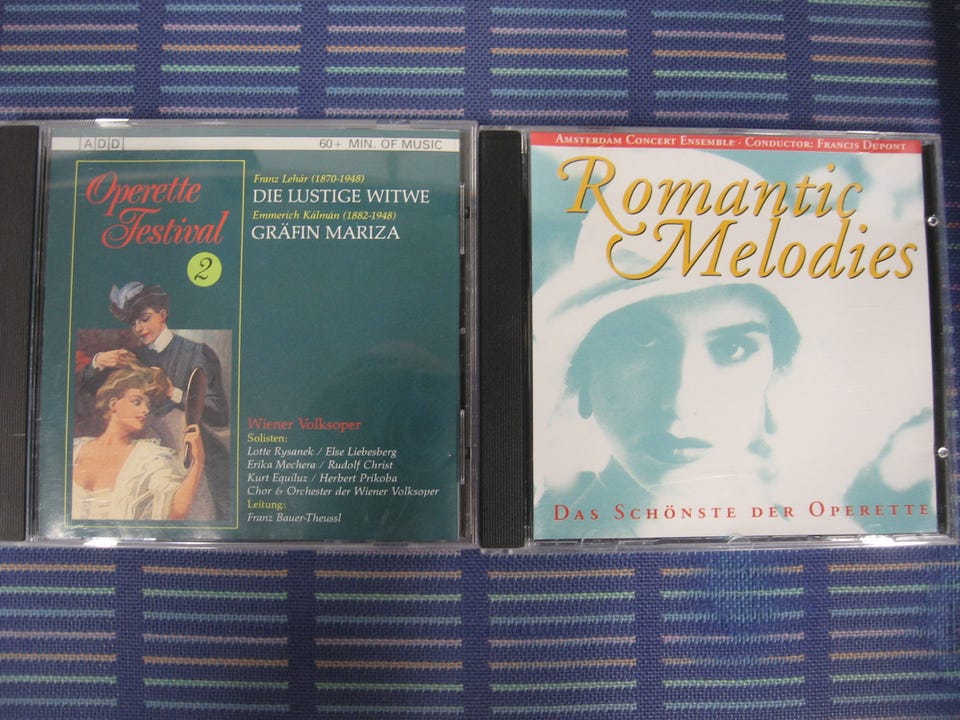 ADD
60+ MIN. OF MUSIC
Operette
Festival
2
Franz Lehár (1870-1948)
DIE LUSTIGE WITWE
Emmerich Kálmán (1882-1948)
GRÄFIN MARIZA
Wiener Volksoper
Solisten:
Lotte Rysanek / Else Liebesberg
Erika Mechera / Rudolf Christ
Kurt Equiluz / Herbert Prikoba
Chor & Orchester der Wiener Volksoper
Leitung:
Franz Bauer-Theussl
AMSTERDAM CONCERT ENSEMBLE · CONDUCTOR: FRANCIS DUPONT
Romantic
Melodies
DAS SCHÖNSTE DER OPERETTE